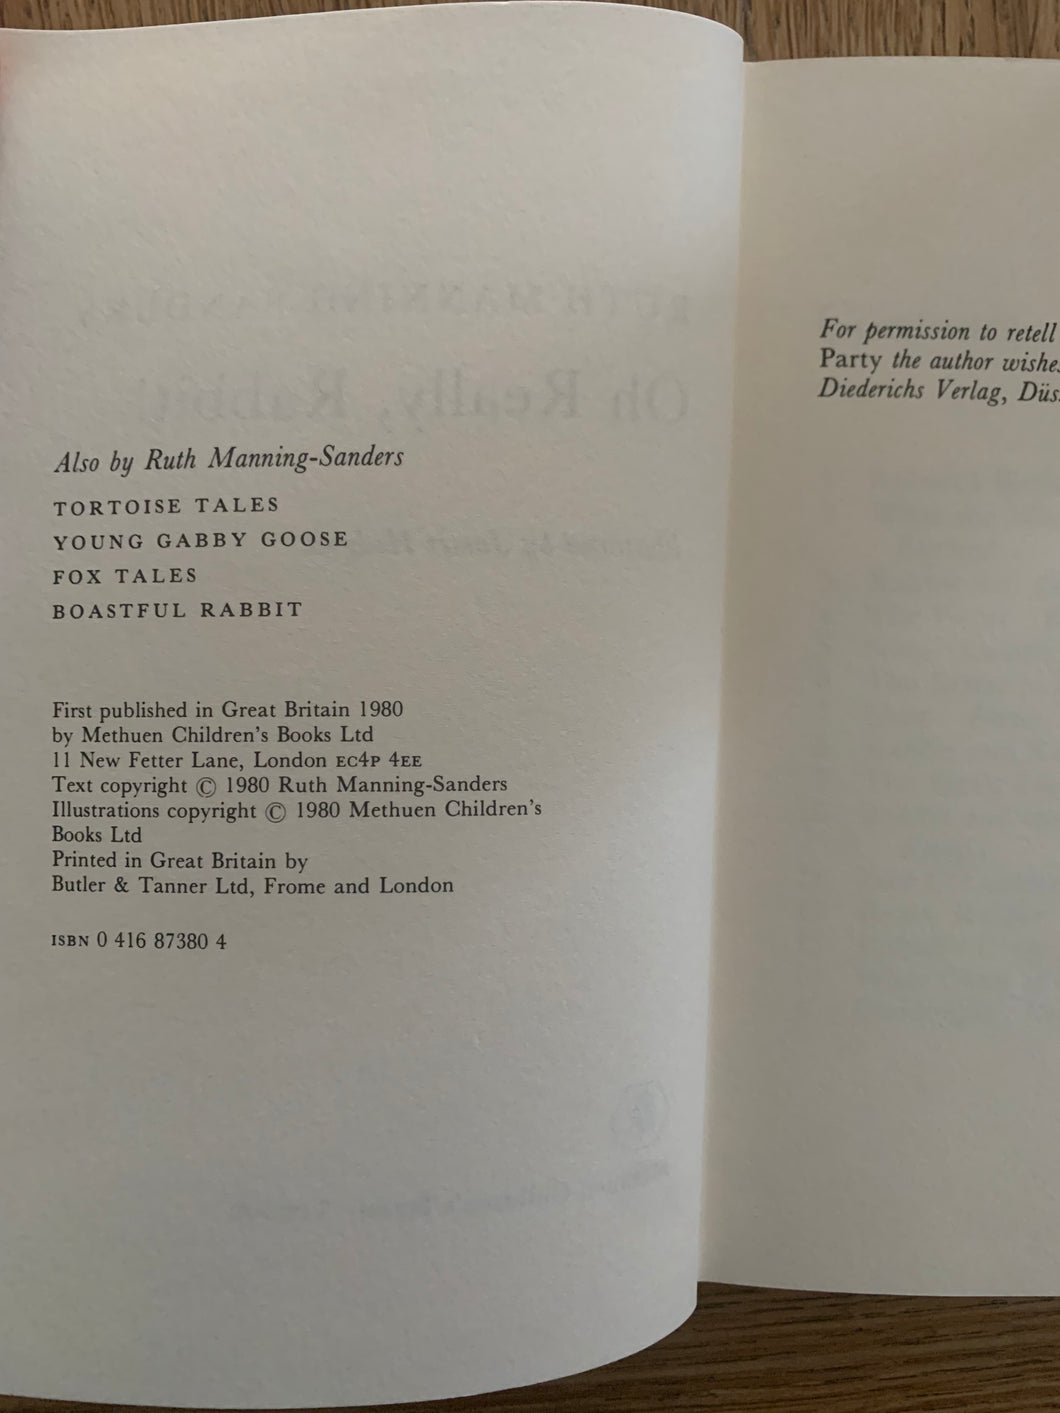 Also by Ruth Manning-Sanders
TORTOISE TALES
YOUNG GABBY GOOSE
FOX TALES
BOASTFUL RABBIT
First published in Great Britain 1980
by Methuen Children's Books Ltd
11 New Fetter Lane, London EC4P 4EE
Text copyright © 1980 Ruth Manning-Sanders
Illustrations copyright © 1980 Methuen Children's
Books Ltd
Printed in Great Britain by
Butler & Tanner Ltd, Frome and London
ISBN 0 416 87380 4
For permission to retell
Party the author wishes
Diederichs Verlag,